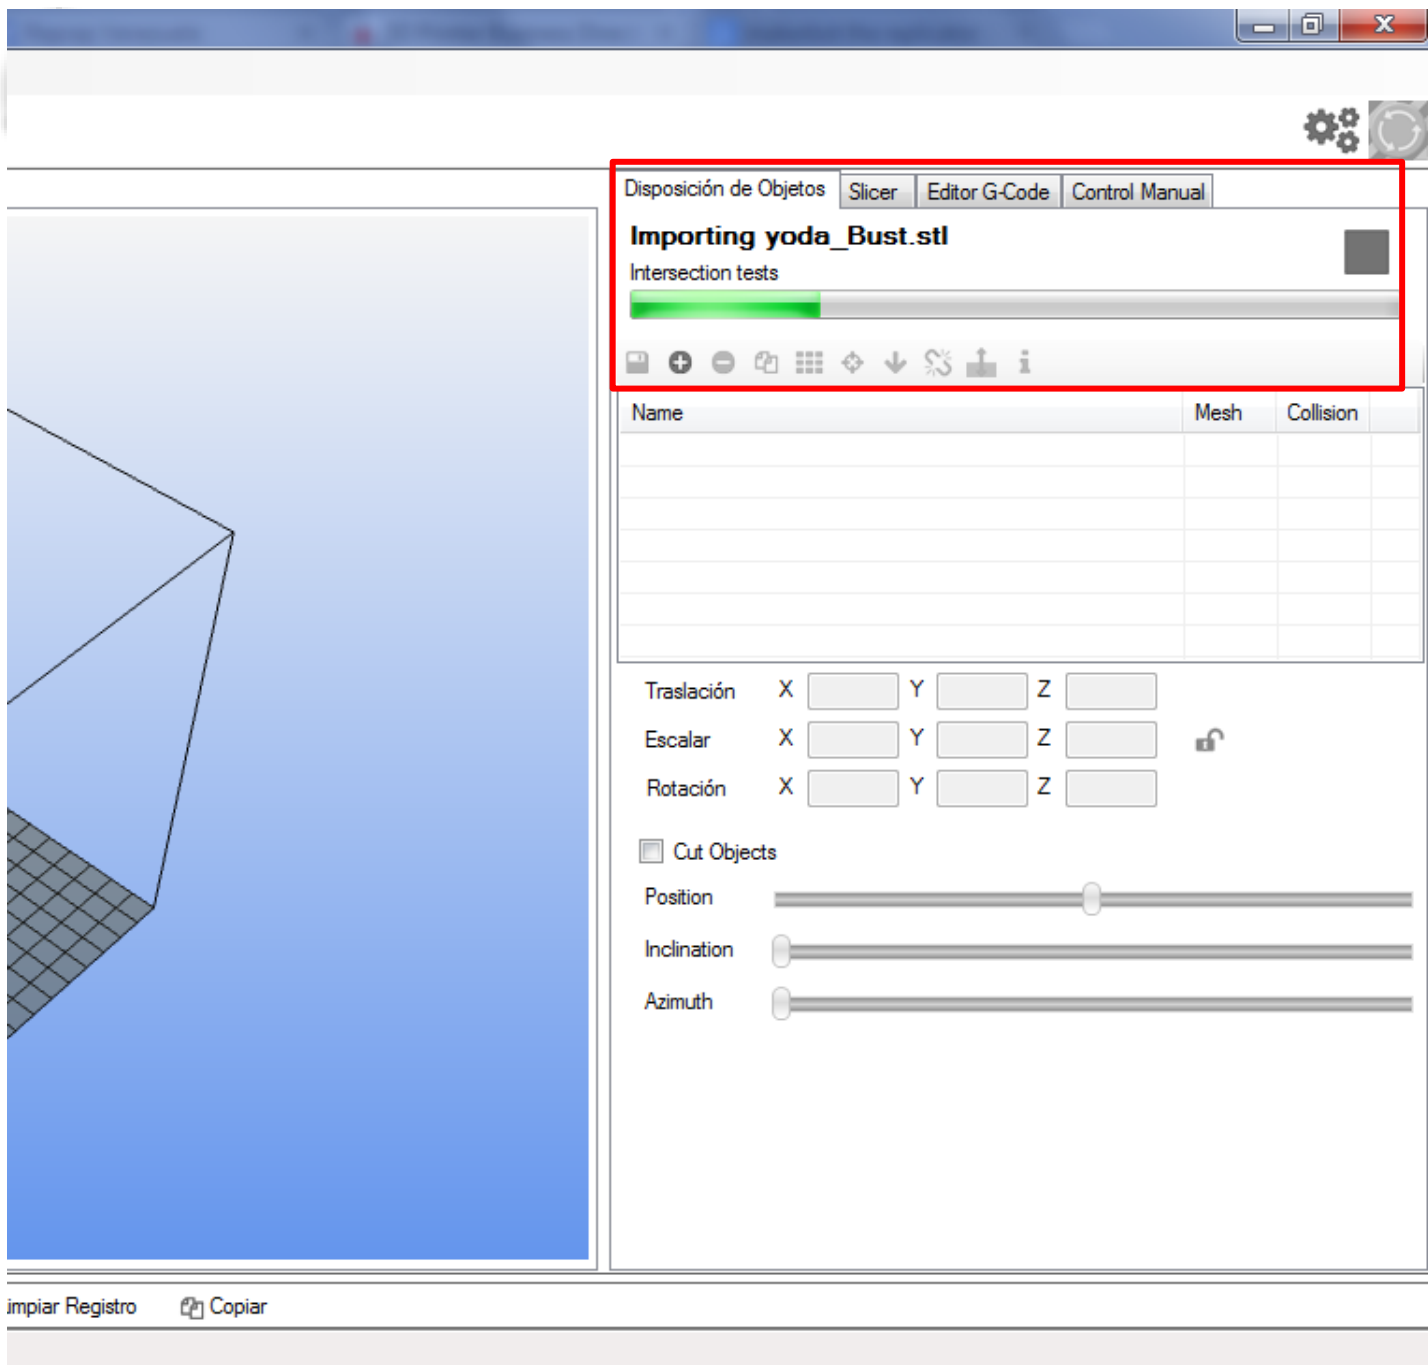 Disposición de Objetos Slicer Editor G-Code Control Manual
Importing yoda_Bust.stl
Intersection tests
Name Mesh Collision
Traslación X Y Z
Escalar X Y Z
Rotación X Y Z
Cut Objects
Position
Inclination
Azimuth
impiar Registro Copiar